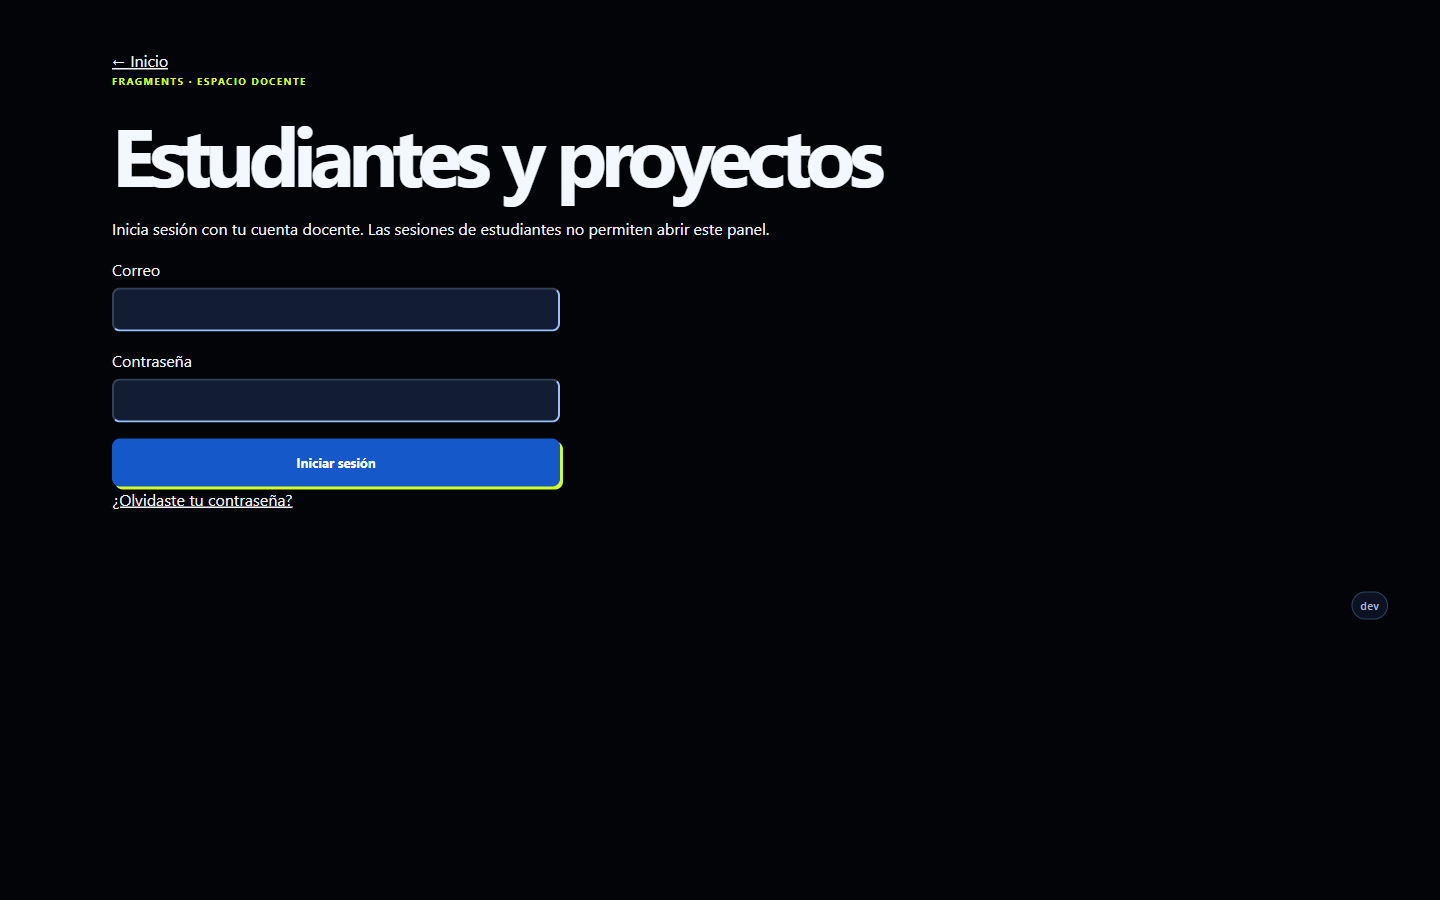 ← Inicio
FRAGMENTS · ESPACIO DOCENTE
Estudiantes y proyectos
Inicia sesión con tu cuenta docente. Las sesiones de estudiantes no permiten abrir este panel.
Correo
Contraseña
Iniciar sesión
¿Olvidaste tu contraseña?
dev